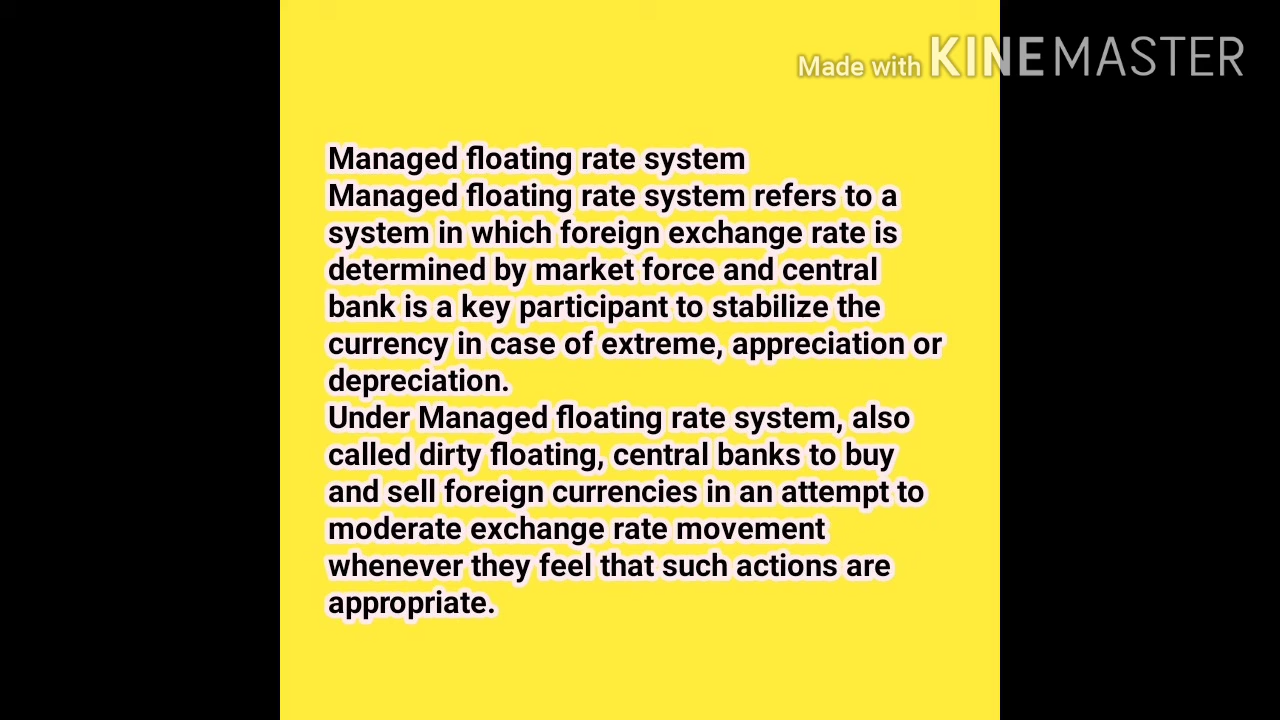 Made with KINEMASTER
Managed floating rate system
Managed floating rate system refers to a
system in which foreign exchange rate is
determined by market force and central
bank is a key participant to stabilize the
currency in case of extreme, appreciation or
depreciation.
Under Managed floating rate system, also
called dirty floating, central banks to buy
and sell foreign currencies in an attempt to
moderate exchange rate movement
whenever they feel that such actions are
appropriate.